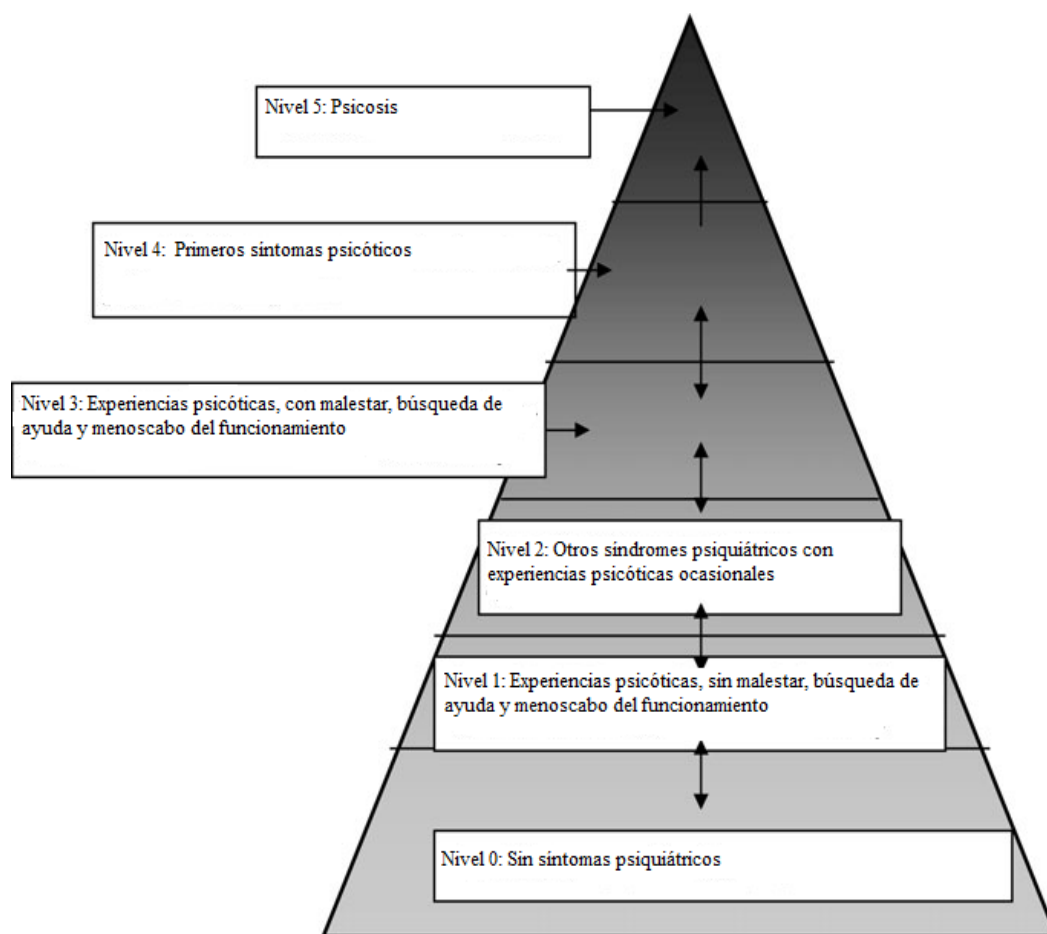 Nivel 5: Psicosis
Nivel 4:  Primeros síntomas psicóticos
Nivel 3: Experiencias psicóticas, con malestar, búsqueda de
ayuda y menoscabo del funcionamiento
Nivel 2: Otros síndromes psiquiátricos con
experiencias psicóticas ocasionales
Nivel 1: Experiencias psicóticas, sin malestar, búsqueda de
ayuda y menoscabo del funcionamiento
Nivel 0: Sin síntomas psiquiátricos